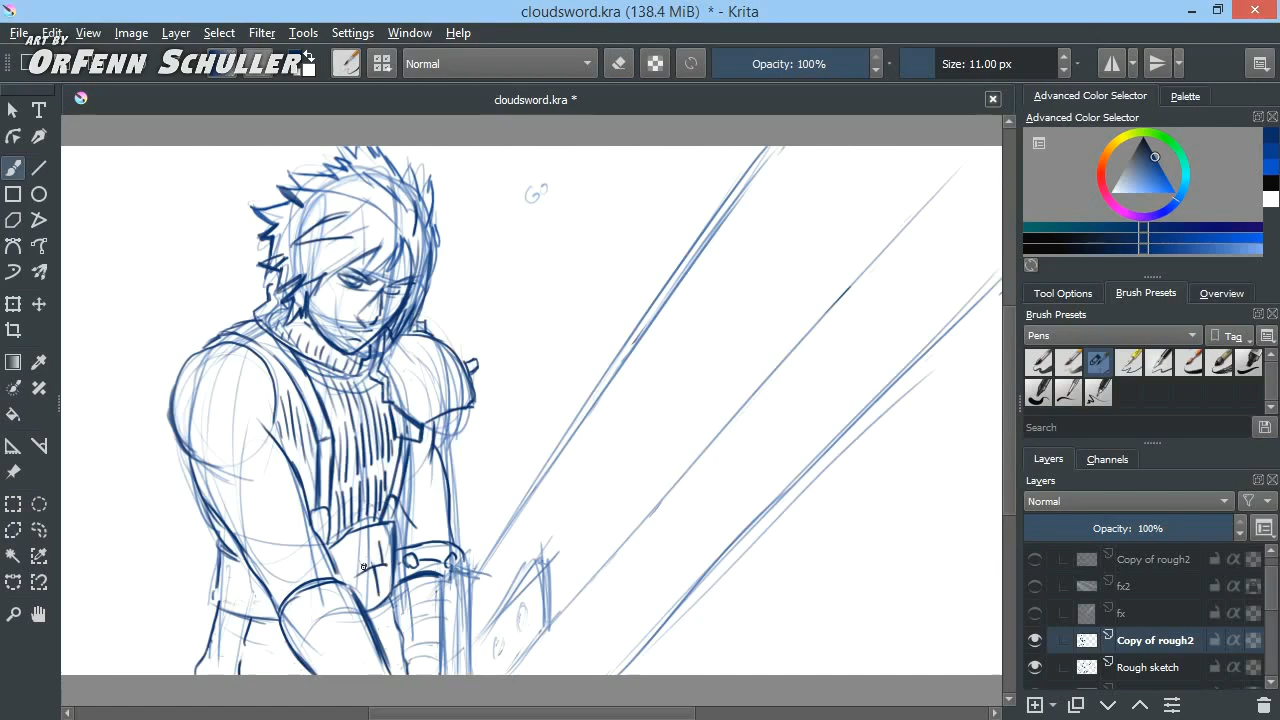 cloudsword.kra (138.4 MiB) * - Krita
File Edit View Image Layer Select Filter Tools Settings Window Help
ART BY
ORFENN SCHULLER
Normal
Opacity: 100%
Size: 11.00 px
cloudsword.kra *
Advanced Color Selector
Palette
Advanced Color Selector
Tool Options
Brush Presets
Overview
Brush Presets
Pens
Tag
Search
Layers
Channels
Layers
Normal
Opacity: 100%
Copy of rough2
fx2
fx
Copy of rough2
Rough sketch